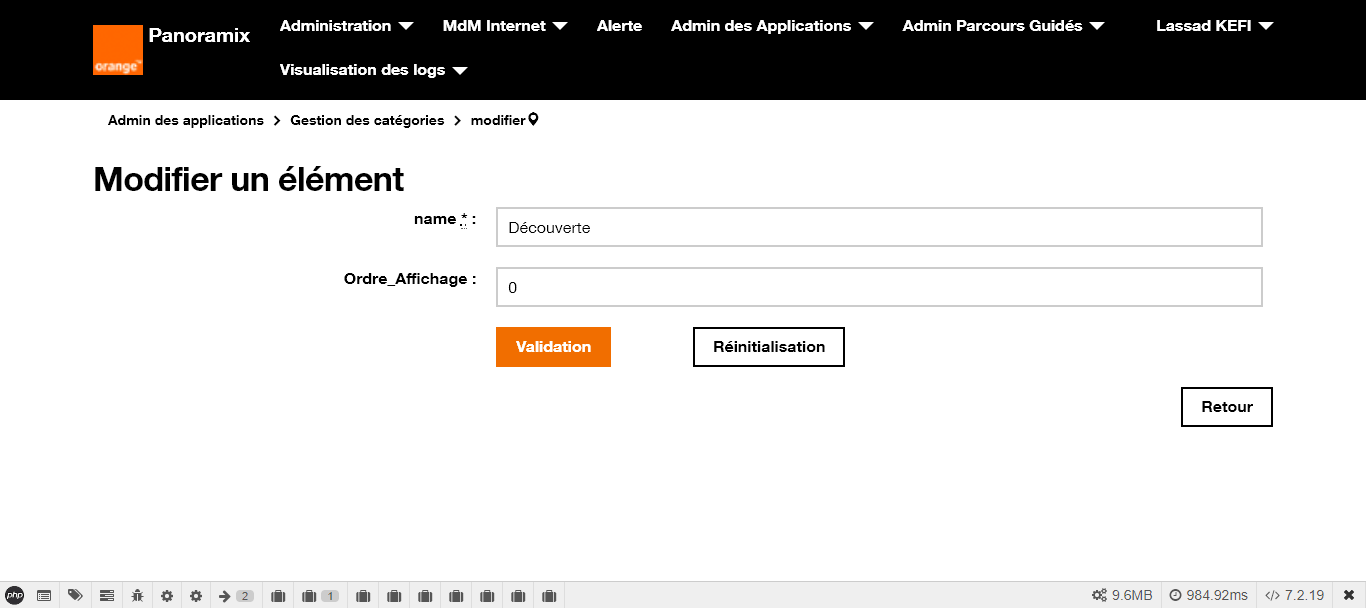 Panoramix
orange™
Administration MdM Internet Alerte Admin des Applications Admin Parcours Guidés Lassad KEFI
Visualisation des logs
Admin des applications > Gestion des catégories > modifier
Modifier un élément
name * :
Découverte
Ordre_Affichage :
0
Validation Réinitialisation
Retour
php 2 1 9.6MB 984.92ms </> 7.2.19 ✖